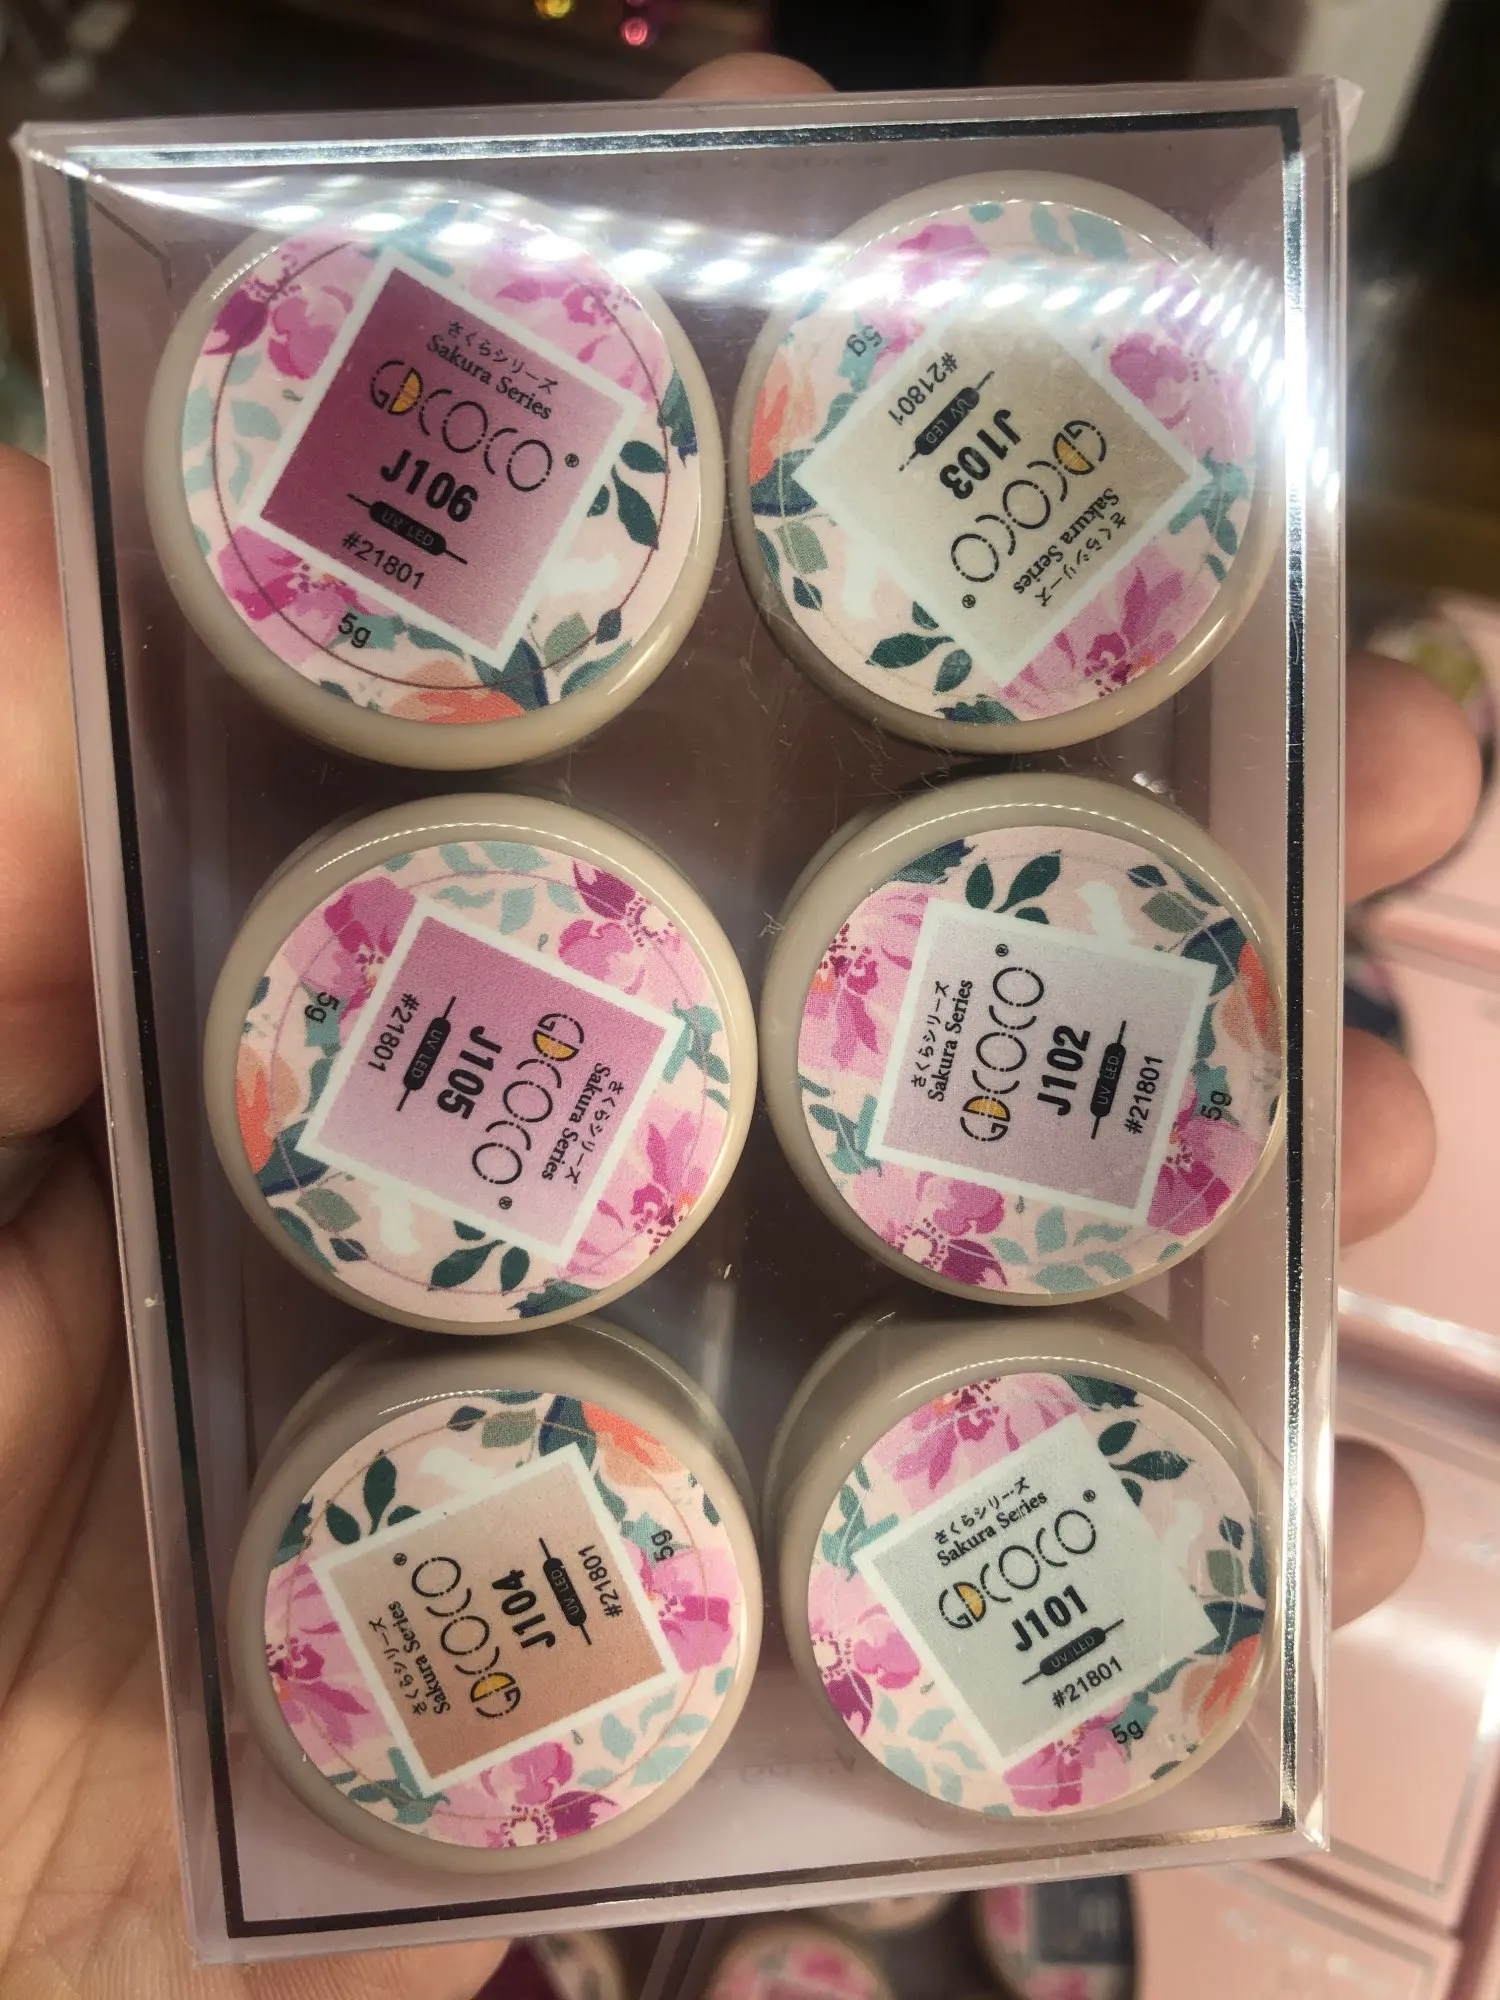 さくらシリーズ
Sakura Series
GDCOCO®
J106
UV LED
#21801
5g
さくらシリーズ
Sakura Series
GDCOCO®
J103
UV LED
#21801
5g
さくらシリーズ
Sakura Series
GDCOCO®
J105
UV LED
#21801
5g
さくらシリーズ
Sakura Series
GDCOCO®
J102
UV LED
#21801
5g
さくらシリーズ
Sakura Series
GDCOCO®
J104
UV LED
#21801
5g
さくらシリーズ
Sakura Series
GDCOCO®
J101
UV LED
#21801
5g